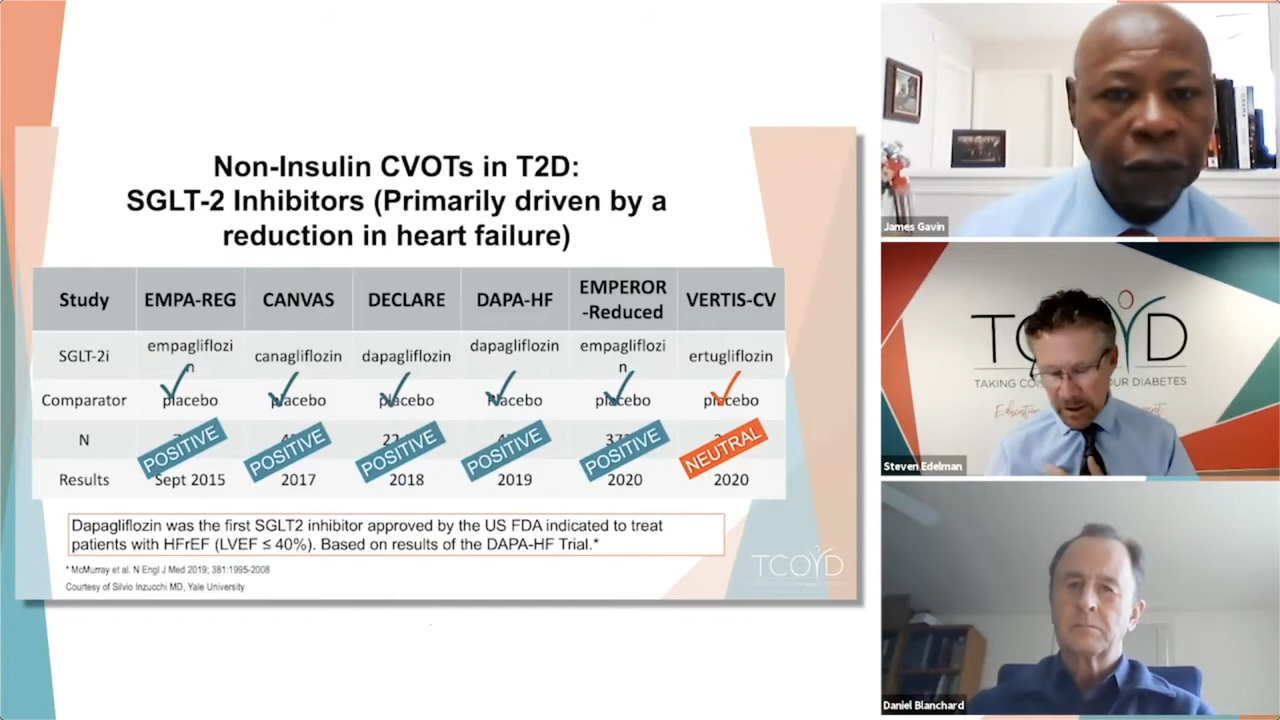 Non-Insulin CVOTs in T2D:
SGLT-2 Inhibitors (Primarily driven by a
reduction in heart failure)
Study EMPA-REG CANVAS DECLARE DAPA-HF EMPEROR -Reduced VERTIS-CV
SGLT-2i empagliflozin canagliflozin dapagliflozin dapagliflozin empagliflozin ertugliflozin
Comparator placebo placebo placebo Placebo placebo placebo
N
POSITIVE POSITIVE POSITIVE POSITIVE POSITIVE NEUTRAL
Results Sept 2015 2017 2018 2019 2020 2020
Dapagliflozin was the first SGLT2 inhibitor approved by the US FDA indicated to treat
patients with HFrEF (LVEF ≤ 40%). Based on results of the DAPA-HF Trial.*
* McMurray et al. N Engl J Med 2019; 381:1995-2008
Courtesy of Silvio Inzucchi MD, Yale University
TCOYD
James Gavin
TCOYD
TAKING CO OUR DIABETES
Steven Edelman
Daniel Blanchard